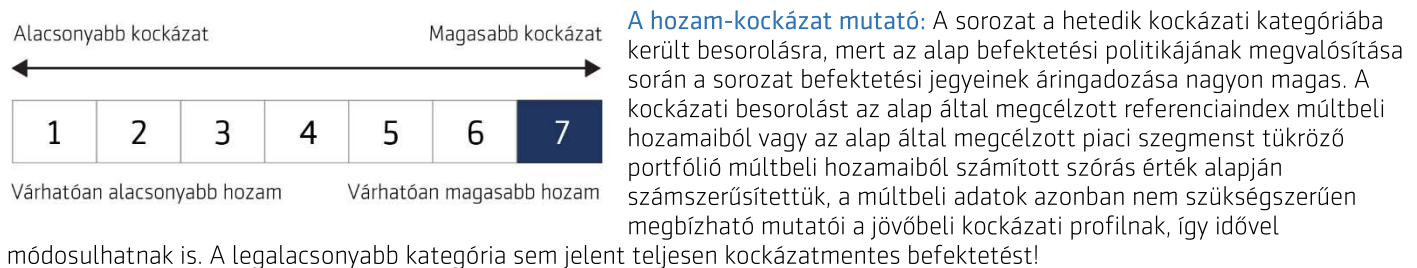 Alacsonyabb kockázat Magasabb kockázat
1 2 3 4 5 6 7
Várhatóan alacsonyabb hozam Várhatóan magasabb hozam
A hozam-kockázat mutató: A sorozat a hetedik kockázati kategóriába
került besorolásra, mert az alap befektetési politikájának megvalósítása
során a sorozat befektetési jegyeinek áringadozása nagyon magas. A
kockázati besorolást az alap által megcélzott referenciaindex múltbeli
hozamaiból vagy az alap által megcélzott piaci szegmenst tükröző
portfólió múltbeli hozamaiból számított szórás érték alapján
számszerűsítettük, a múltbeli adatok azonban nem szükségszerűen
megbízható mutatói a jövőbeli kockázati profilnak, így idővel
módosulhatnak is. A legalacsonyabb kategória sem jelent teljesen kockázatmentes befektetést!